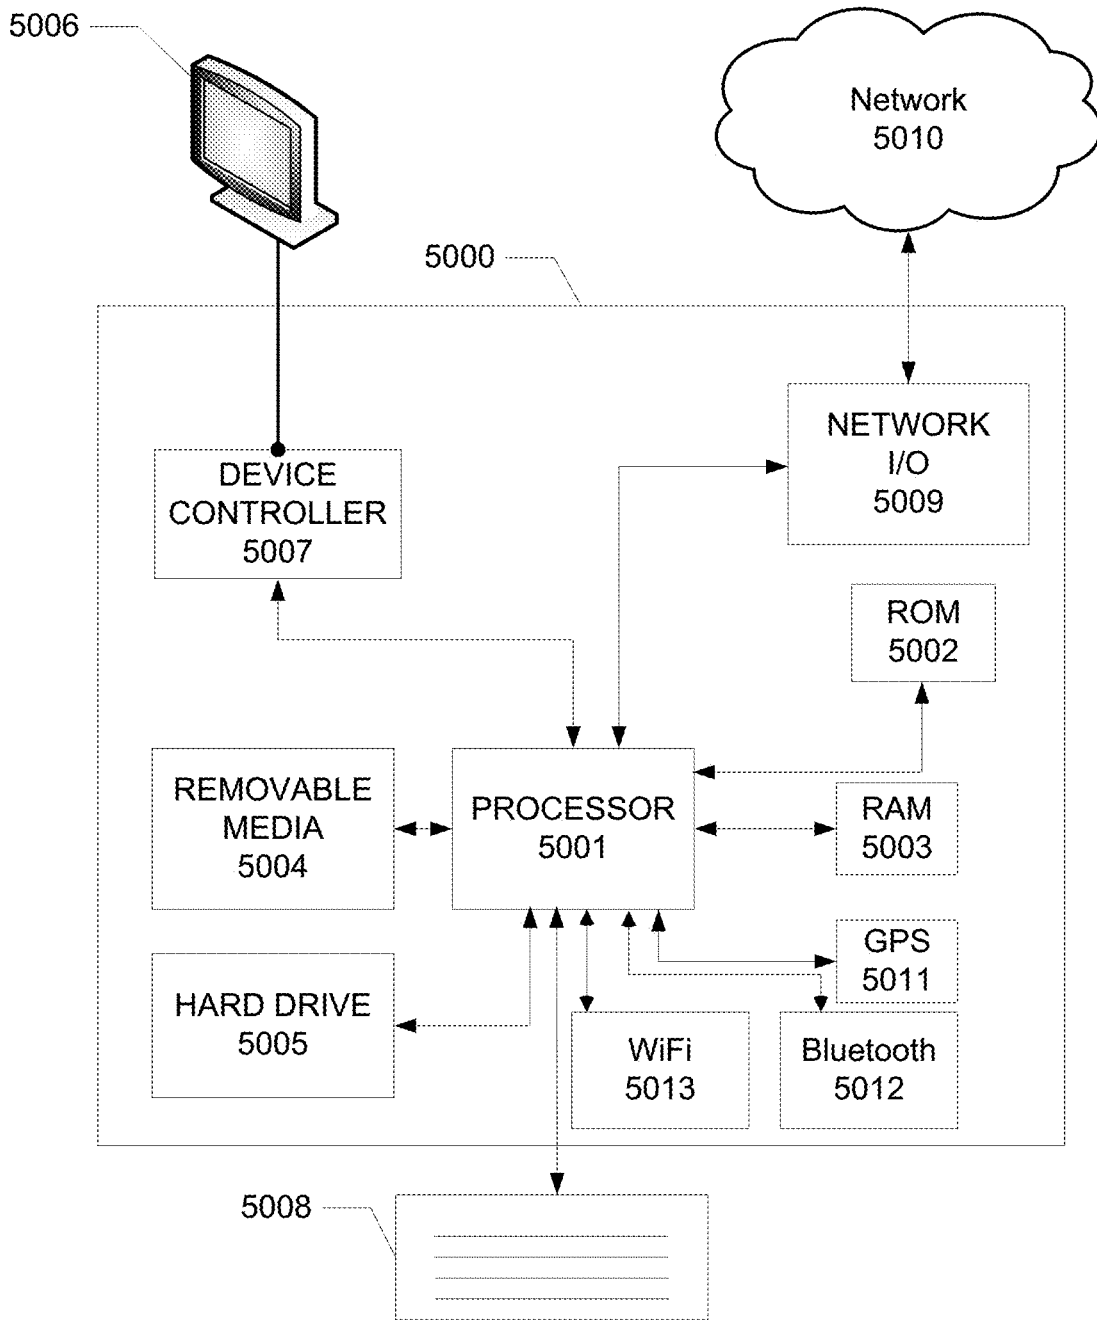 5006
Network
5010
5000
NETWORK
I/O
5009
DEVICE
CONTROLLER
5007
ROM
5002
REMOVABLE
MEDIA
5004
PROCESSOR
5001
RAM
5003
GPS
5011
HARD DRIVE
5005
WiFi
5013
Bluetooth
5012
5008